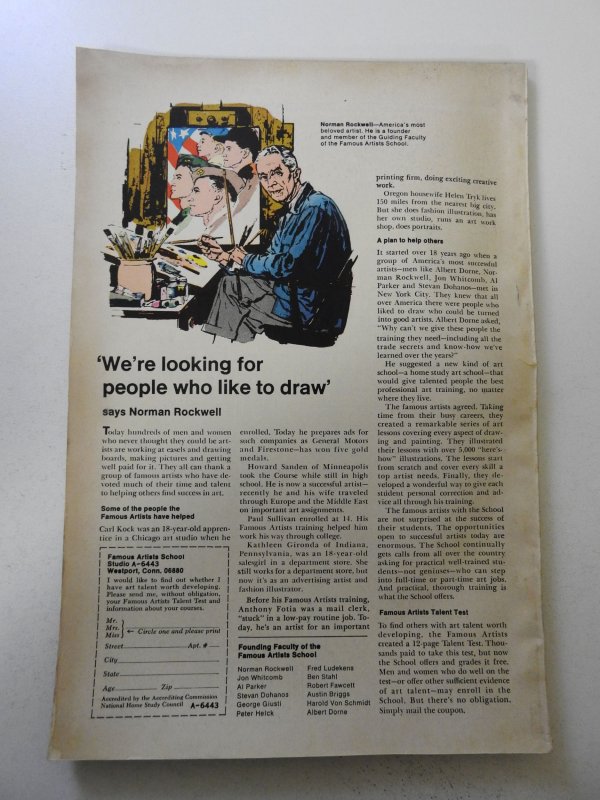 Norman Rockwell—America's most
beloved artist. He is a founder
and member of the Guiding Faculty
of the Famous Artists School.
'We're looking for
people who like to draw'
says Norman Rockwell
Today hundreds of men and women
who never thought they could be art-
ists are working at easels and drawing
boards, making pictures and getting
well paid for it. They all can thank a
group of famous artists who have de-
voted much of their time and talent
to helping others find success in art.
Some of the people the
Famous Artists have helped
Carl Kock was an 18-year-old appren-
tice in a Chicago art studio when he
enrolled. Today he prepares ads for
such companies as General Motors
and Firestone—has won five gold
medals.
Howard Sanden of Minneapolis
took the Course while still in high
school. He is now a successful artist—
recently he and his wife traveled
through Europe and the Middle East
on important art assignments.
Paul Sullivan enrolled at 14. His
Famous Artists training helped him
work his way through college.
Kathleen Gironda of Indiana,
Pennsylvania, was an 18-year-old
salesgirl in a department store. She
still works for a department store, but
now it's as an advertising artist and
fashion illustrator.
Before his Famous Artists training,
Anthony Fotia was a mail clerk,
"stuck" in a low-pay routine job. To-
day, he's an artist for an important
printing firm, doing exciting creative
work.
Oregon housewife Helen Tryk lives
150 miles from the nearest big city.
But she does fashion illustration, has
her own studio, runs an art work
shop, does portraits.
A plan to help others
It started over 18 years ago when a
group of America's most successful
artists—men like Albert Dorne, Nor-
man Rockwell, Jon Whitcomb, Al
Parker and Stevan Dohanos—met in
New York City. They knew that all
over America there were people who
liked to draw who could be turned
into good artists. Albert Dorne asked,
"Why can't we give these people the
training they need—including all the
trade secrets and know-how we've
learned over the years?"
He suggested a new kind of art
school—a home study art school—that
would give talented people the best
professional art training, no matter
where they live.
The famous artists agreed. Taking
time from their busy careers, they
created a remarkable series of art
lessons covering every aspect of draw-
ing and painting. They illustrated
their lessons with over 5,000 "here's-
how" illustrations. The lessons start
from scratch and cover every skill a
top artist needs. Finally, they de-
veloped a wonderful way to give each
student personal correction and ad-
vice all through his training.
The famous artists with the School
are not surprised at the success of
their students. The opportunities
open to successful artists today are
enormous. The School continually
gets calls from all over the country
asking for practical well-trained stu-
dents—not geniuses—who can step
into full-time or part-time art jobs.
And practical, thorough training is
what the School offers.
Famous Artists Talent Test
To find others with art talent worth
developing, the Famous Artists
created a 12-page Talent Test. Thou-
sands paid to take this test, but now
the School offers and grades it free.
Men and women who do well on the
test—or offer other sufficient evidence
of art talent—may enroll in the
School. But there's no obligation.
Simply mail the coupon.
Famous Artists School
Studio A-6443
Westport, Conn. 06880
I would like to find out whether I
have art talent worth developing.
Please send me, without obligation,
your Famous Artists Talent Test and
information about your courses.
Mr.
Mrs. ← Circle one and please print
Miss
Street Apt. #
City
State
Age Zip
Accredited by the Accrediting Commission
National Home Study Council A-6443
Founding Faculty of the
Famous Artists School
Norman Rockwell
Jon Whitcomb
Al Parker
Stevan Dohanos
George Giusti
Peter Helck
Fred Ludekens
Ben Stahl
Robert Fawcett
Austin Briggs
Harold Von Schmidt
Albert Dorne